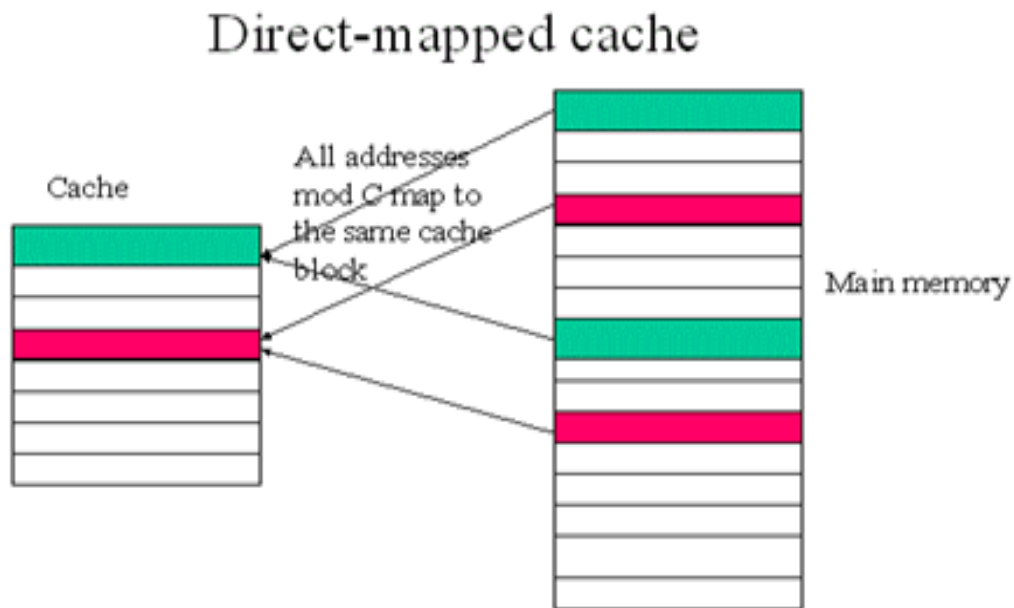 Direct-mapped cache
All addresses
mod C map to
the same cache
block
Cache
Main memory